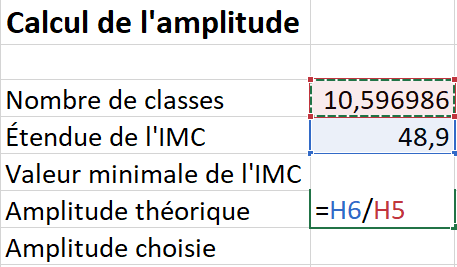 Calcul de l'amplitude
Nombre de classes 10,596986
Étendue de l'IMC 48,9
Valeur minimale de l'IMC
Amplitude théorique =H6/H5
Amplitude choisie